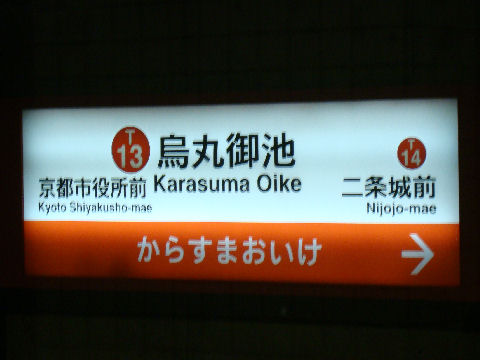 T
13
烏丸御池
Karasuma Oike
京都市役所前
Kyoto Shiyakusho-mae
T
14
二条城前
Nijojo-mae
からすまおいけ